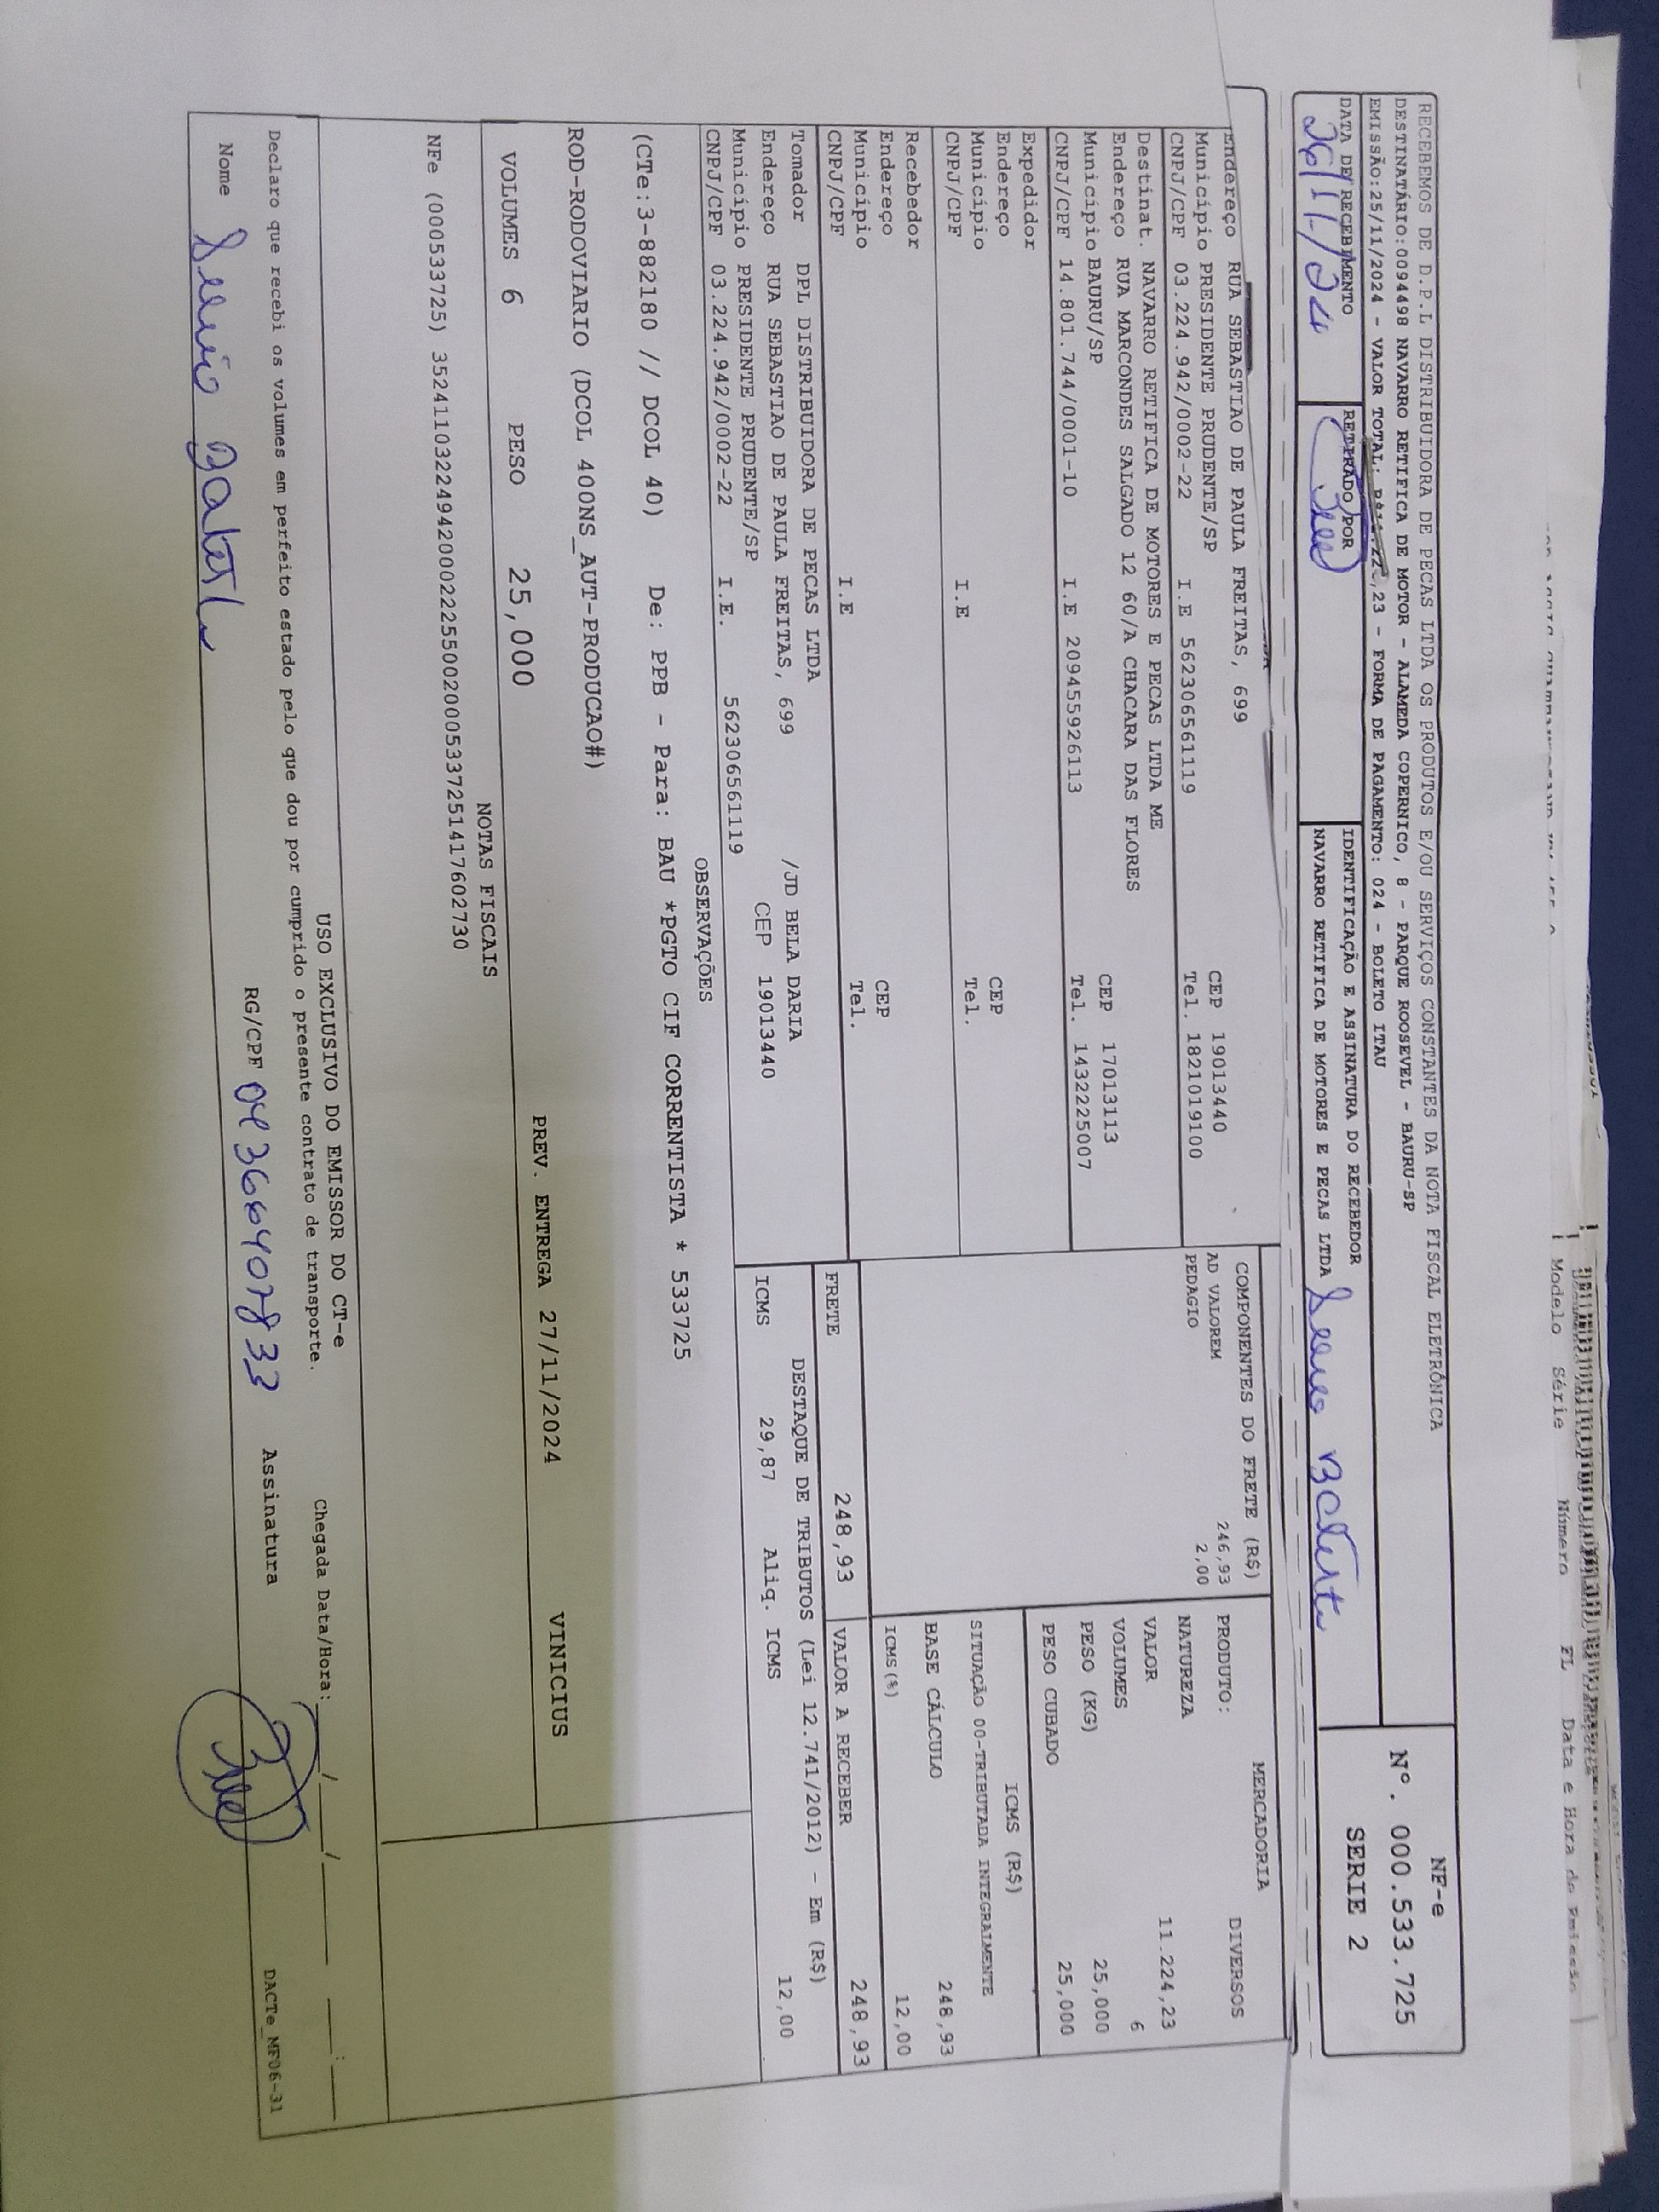 RECEBEMOS DE D.P.L DISTRIBUIDORA DE PECAS LTDA OS PRODUTOS E/OU SERVIÇOS CONSTANTES DA NOTA FISCAL ELETRÔNICA
DESTINATÁRIO:0094498 NAVARRO RETIFICA DE MOTOR - ALAMEDA COPERNICO, 8 - PARQUE ROOSEVEL - BAURU-SP
EMISSÃO:25/11/2024 - VALOR TOTAL: ,23 - FORMA DE PAGAMENTO: 024 - BOLETO ITAU
NF-e
Nº. 000.533.725
SERIE 2
DATA DE RECEBIMENTO
26/11/24
RETIRADO POR
IDENTIFICAÇÃO E ASSINATURA DO RECEBEDOR
NAVARRO RETIFICA DE MOTORES E PECAS LTDA
Modelo Série Número FL Data e Hora de Emissão
Endereço RUA SEBASTIAO DE PAULA FREITAS, 699
Município PRESIDENTE PRUDENTE/SP CEP 19013440
CNPJ/CPF 03.224.942/0002-22 I.E 562306561119 Tel. 1821019100
Destinat. NAVARRO RETIFICA DE MOTORES E PECAS LTDA ME
Endereço RUA MARCONDES SALGADO 12 60/A CHACARA DAS FLORES
Município BAURU/SP CEP 17013113
CNPJ/CPF 14.801.744/0001-10 I.E 209455926113 Tel. 1432225007
Expedidor
Endereço
Município CEP
CNPJ/CPF I.E Tel.
Recebedor
Endereço
Município CEP
CNPJ/CPF I.E Tel.
Tomador DPL DISTRIBUIDORA DE PECAS LTDA
Endereço RUA SEBASTIAO DE PAULA FREITAS, 699 /JD BELA DARIA
Município PRESIDENTE PRUDENTE/SP CEP 19013440
CNPJ/CPF 03.224.942/0002-22 I.E. 562306561119
COMPONENTES DO FRETE (R$)
AD VALOREM 246,93
PEDAGIO 2,00
MERCADORIA
PRODUTO: DIVERSOS
NATUREZA
VALOR 11.224,23
VOLUMES 6
PESO (KG) 25,000
PESO CUBADO 25,000
ICMS (R$)
SITUAÇÃO 00-TRIBUTADA INTEGRALMENTE
BASE CÁLCULO 248,93
ICMS(%) 12,00
FRETE 248,93 VALOR A RECEBER 248,93
DESTAQUE DE TRIBUTOS (Lei 12.741/2012) - Em (R$)
ICMS 29,87 Aliq. ICMS 12,00
OBSERVAÇÕES
(CTe:3-882180 // DCOL 40) De: PPB - Para: BAU *PGTO CIF CORRENTISTA * 533725
ROD-RODOVIARIO (DCOL 400NS_AUT-PRODUCAO#)
VOLUMES 6 PESO 25,000 PREV. ENTREGA 27/11/2024 VINICIUS
NOTAS FISCAIS
NFe (000533725) 35241103224942000222550020005337251417602730
USO EXCLUSIVO DO EMISSOR DO CT-e
Declaro que recebi os volumes em perfeito estado pelo que dou por cumprido o presente contrato de transporte.
Chegada Data/Hora: ____/____/______ ____:____
Nome RG/CPF 04366407833 Assinatura
DACTe_MF06-31